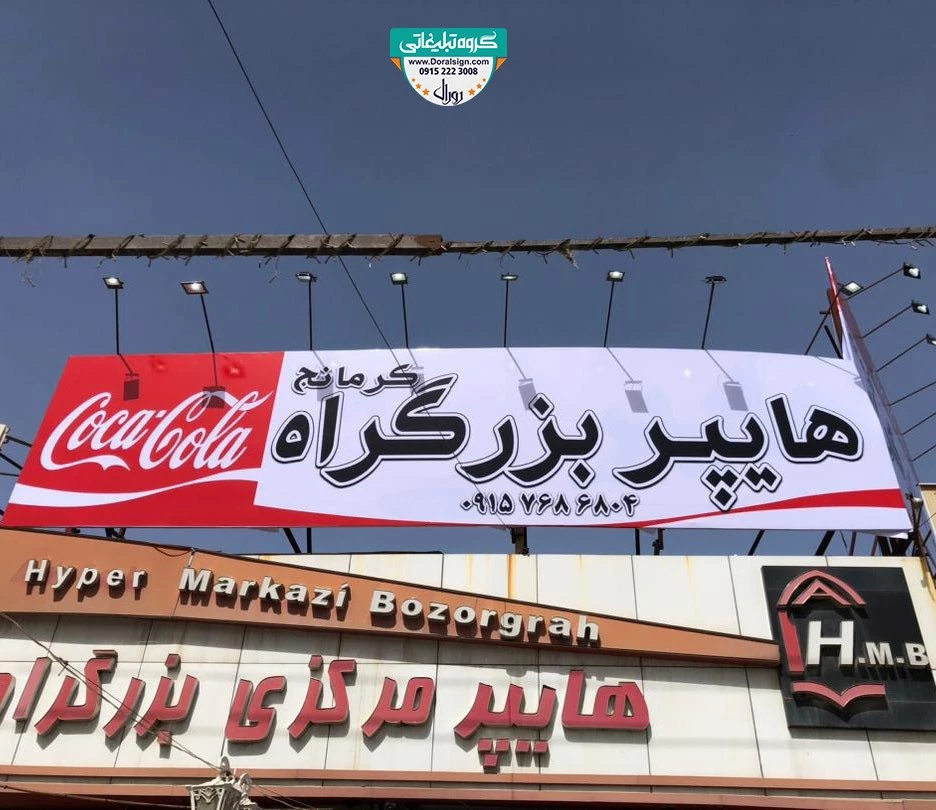 گروه تبلیغاتی
www.Doralsign.com
0915 222 3008
دورال
Coca-Cola
کرمانج
هایپر بزرگراه
۰۹۱۵ ۷۶۸ ۶۸۰۴
Hyper Markazi Bozorgrah
H.M.B
هایپر مرکزی بزرگراه